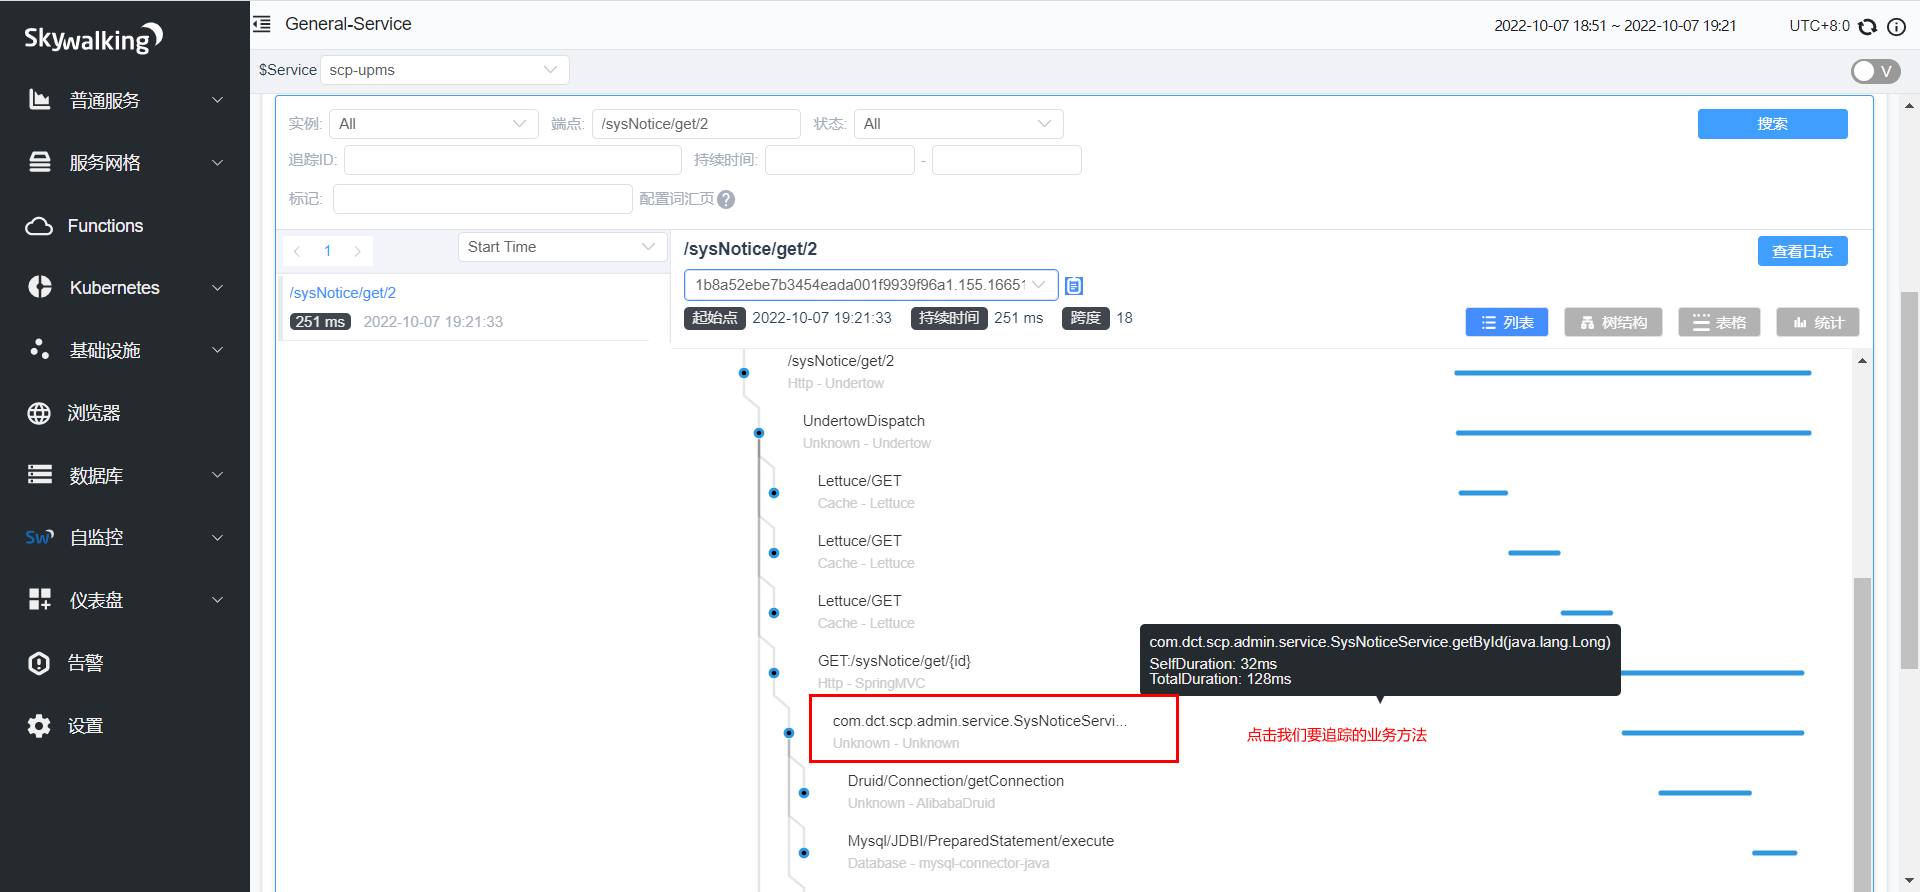 Skywalking
General-Service
2022-10-07 18:51 ~ 2022-10-07 19:21
UTC+8:0
$Service
scp-upms
V
普通服务
服务网格
Functions
Kubernetes
基础设施
浏览器
数据库
Sw
自监控
仪表盘
告警
设置
实例:
All
端点:
/sysNotice/get/2
状态:
All
搜索
追踪ID:
持续时间:
-
标记:
配置词汇页
?
1
Start Time
/sysNotice/get/2
251 ms
2022-10-07 19:21:33
/sysNotice/get/2
查看日志
1b8a52ebe7b3454eada001f9939f96a1.155.16651
起始点
2022-10-07 19:21:33
持续时间
251 ms
跨度
18
列表
树结构
表格
统计
/sysNotice/get/2
Http - Undertow
UndertowDispatch
Unknown - Undertow
Lettuce/GET
Cache - Lettuce
Lettuce/GET
Cache - Lettuce
Lettuce/GET
Cache - Lettuce
com.dct.scp.admin.service.SysNoticeService.getById(java.lang.Long)
SelfDuration: 32ms
TotalDuration: 128ms
GET:/sysNotice/get/{id}
Http - SpringMVC
com.dct.scp.admin.service.SysNoticeServi...
Unknown - Unknown
点击我们要追踪的业务方法
Druid/Connection/getConnection
Unknown - AlibabaDruid
Mysql/JDBI/PreparedStatement/execute
Database - mysql-connector-java